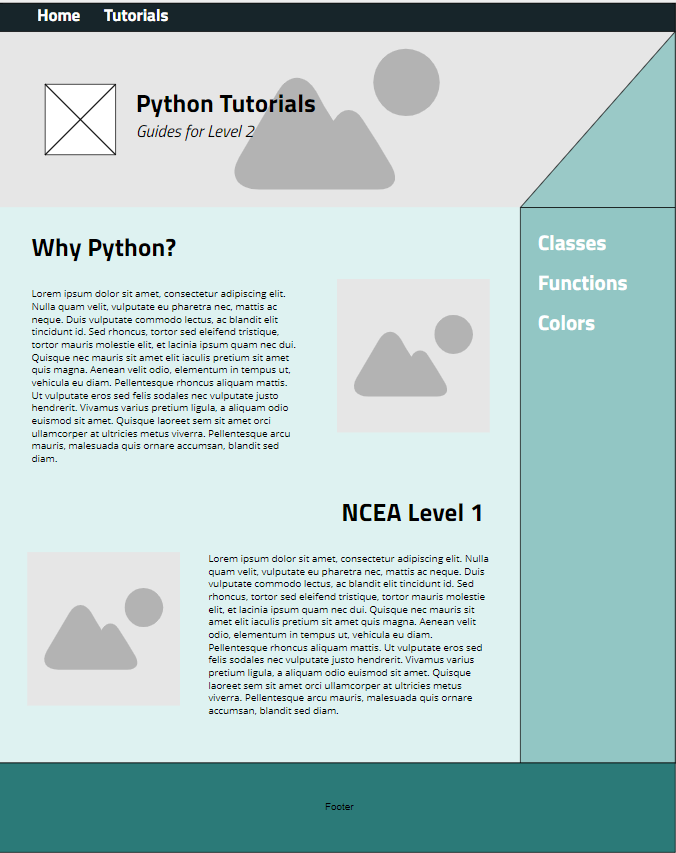 Home Tutorials
Python Tutorials
Guides for Level 2
Classes
Functions
Colors
Why Python?
Lorem ipsum dolor sit amet, consectetur adipiscing elit.
Nulla quam velit, vulputate eu pharetra nec, mattis ac
neque. Duis vulputate commodo lectus, ac blandit elit
tincidunt id. Sed rhoncus, tortor sed eleifend tristique,
tortor mauris molestie elit, et lacinia ipsum quam nec dui.
Quisque nec mauris sit amet elit iaculis pretium sit amet
quis magna. Aenean velit odio, elementum in tempus ut,
vehicula eu diam. Pellentesque rhoncus aliquam mattis.
Ut vulputate eros sed felis sodales nec vulputate justo
hendrerit. Vivamus varius pretium ligula, a aliquam odio
euismod sit amet. Quisque laoreet sem sit amet orci
ullamcorper at ultricies metus viverra. Pellentesque arcu
mauris, malesuada quis ornare accumsan, blandit sed
diam.
NCEA Level 1
Lorem ipsum dolor sit amet, consectetur adipiscing elit. Nulla
quam velit, vulputate eu pharetra nec, mattis ac neque. Duis
vulputate commodo lectus, ac blandit elit tincidunt id. Sed
rhoncus, tortor sed eleifend tristique, tortor mauris molestie
elit, et lacinia ipsum quam nec dui. Quisque nec mauris sit
amet elit iaculis pretium sit amet quis magna. Aenean velit
odio, elementum in tempus ut, vehicula eu diam.
Pellentesque rhoncus aliquam mattis. Ut vulputate eros sed
felis sodales nec vulputate justo hendrerit. Vivamus varius
pretium ligula, a aliquam odio euismod sit amet. Quisque
laoreet sem sit amet orci ullamcorper at ultricies metus
viverra. Pellentesque arcu mauris, malesuada quis ornare
accumsan, blandit sed diam.
Footer